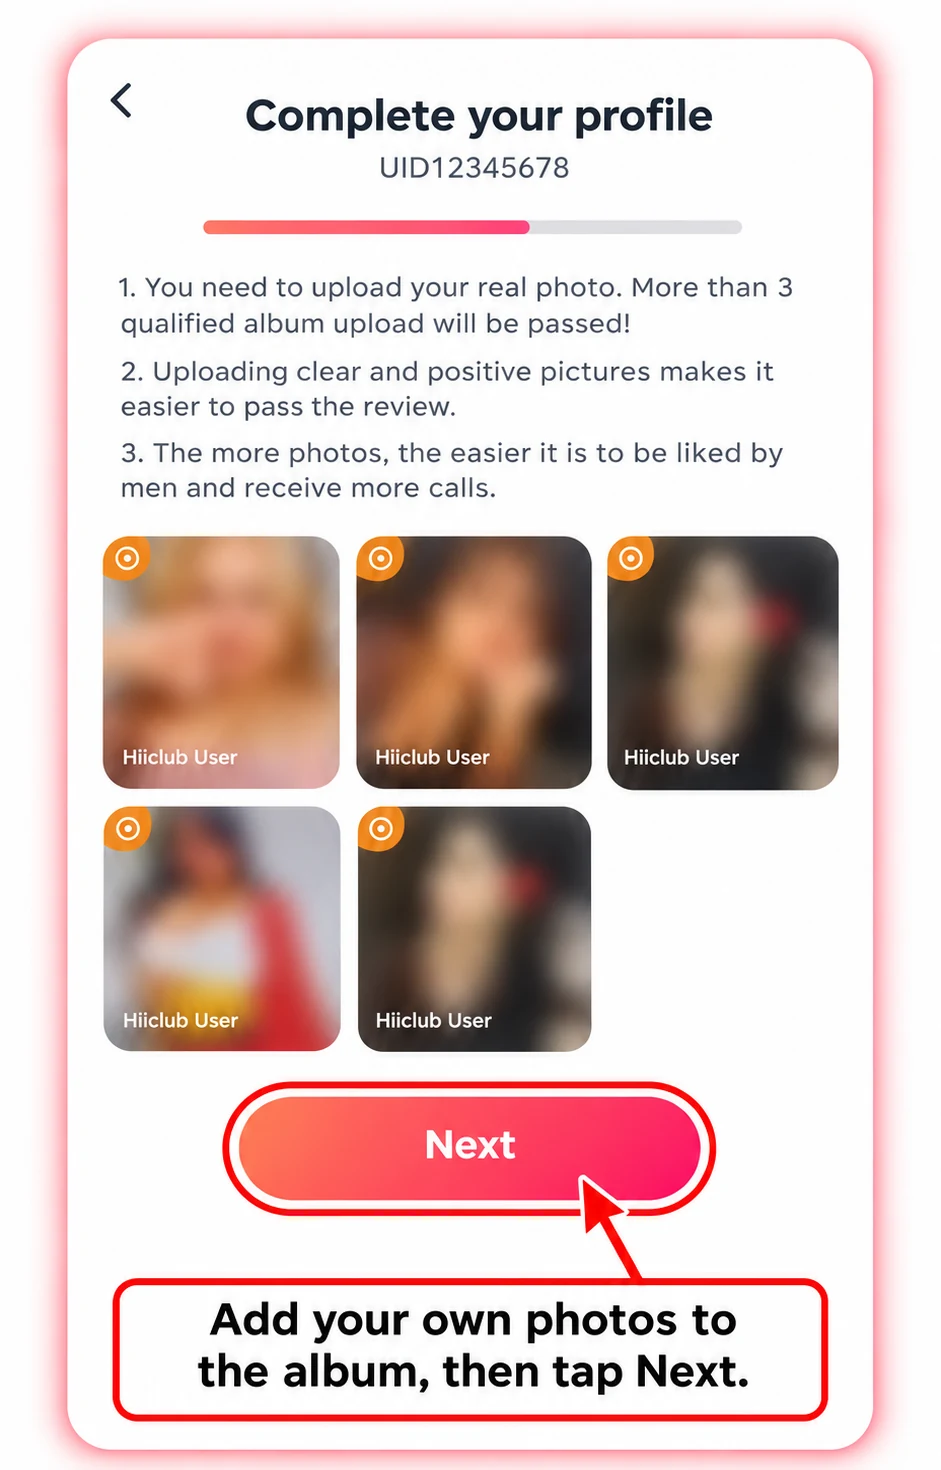 Complete your profile
UID12345678
1. You need to upload your real photo. More than 3
qualified album upload will be passed!
2. Uploading clear and positive pictures makes it
easier to pass the review.
3. The more photos, the easier it is to be liked by
men and receive more calls.
Hiiclub User
Hiiclub User
Hiiclub User
Hiiclub User
Hiiclub User
Next
Add your own photos to
the album, then tap Next.